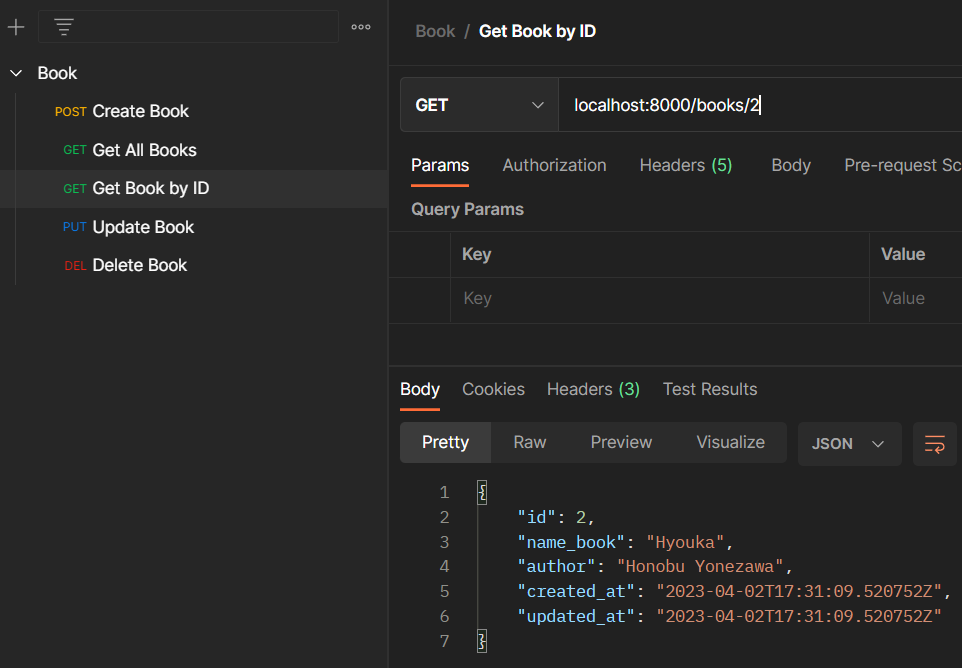 Book
POST Create Book
GET Get All Books
GET Get Book by ID
PUT Update Book
DEL Delete Book
Book / Get Book by ID
GET localhost:8000/books/2
Params Authorization Headers (5) Body Pre-request Sc
Query Params
Key Value
Key Value
Body Cookies Headers (3) Test Results
Pretty Raw Preview Visualize JSON
1 {
2 "id": 2,
3 "name_book": "Hyouka",
4 "author": "Honobu Yonezawa",
5 "created_at": "2023-04-02T17:31:09.520752Z",
6 "updated_at": "2023-04-02T17:31:09.520752Z"
7 }